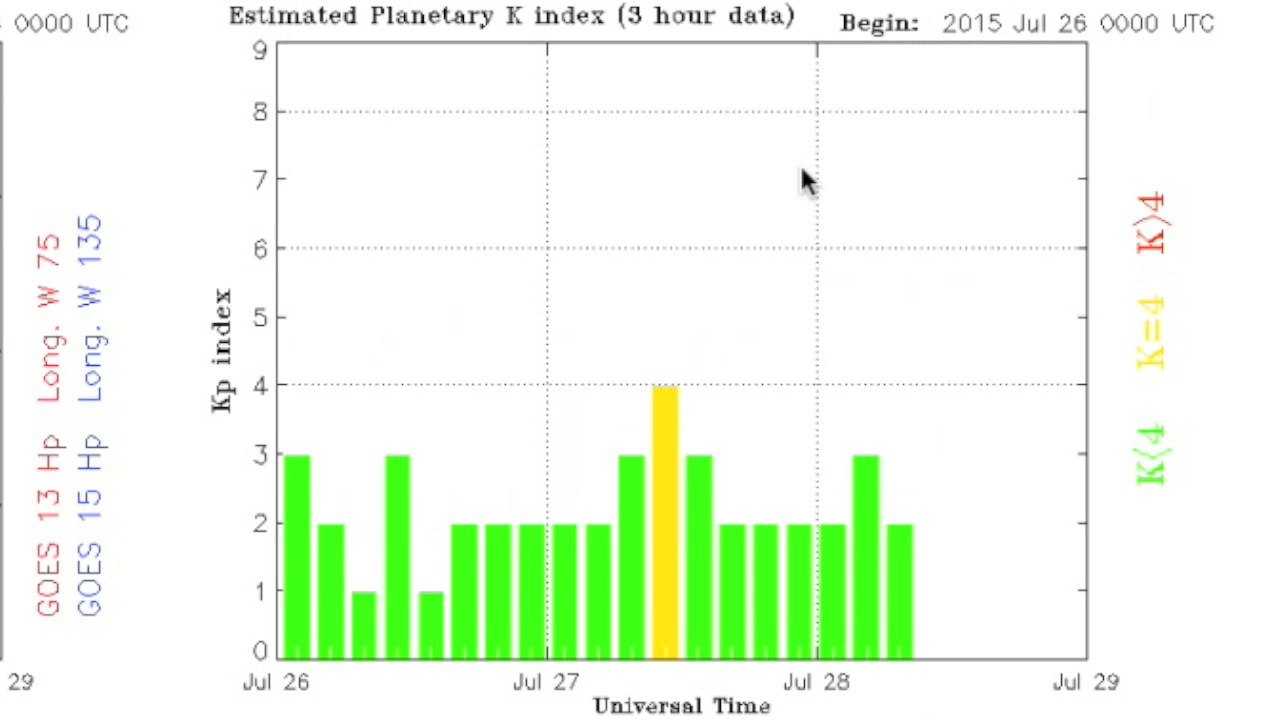 0000 UTC
Estimated Planetary K index (3 hour data)
Begin: 2015 Jul 26 0000 UTC
GOES 13 Hp Long. W 75
GOES 15 Hp Long. W 135
29
Kp index
9
8
7
6
5
4
3
2
1
0
Jul 26
Jul 27
Jul 28
Jul 29
Universal Time
K<4 K=4 K>4